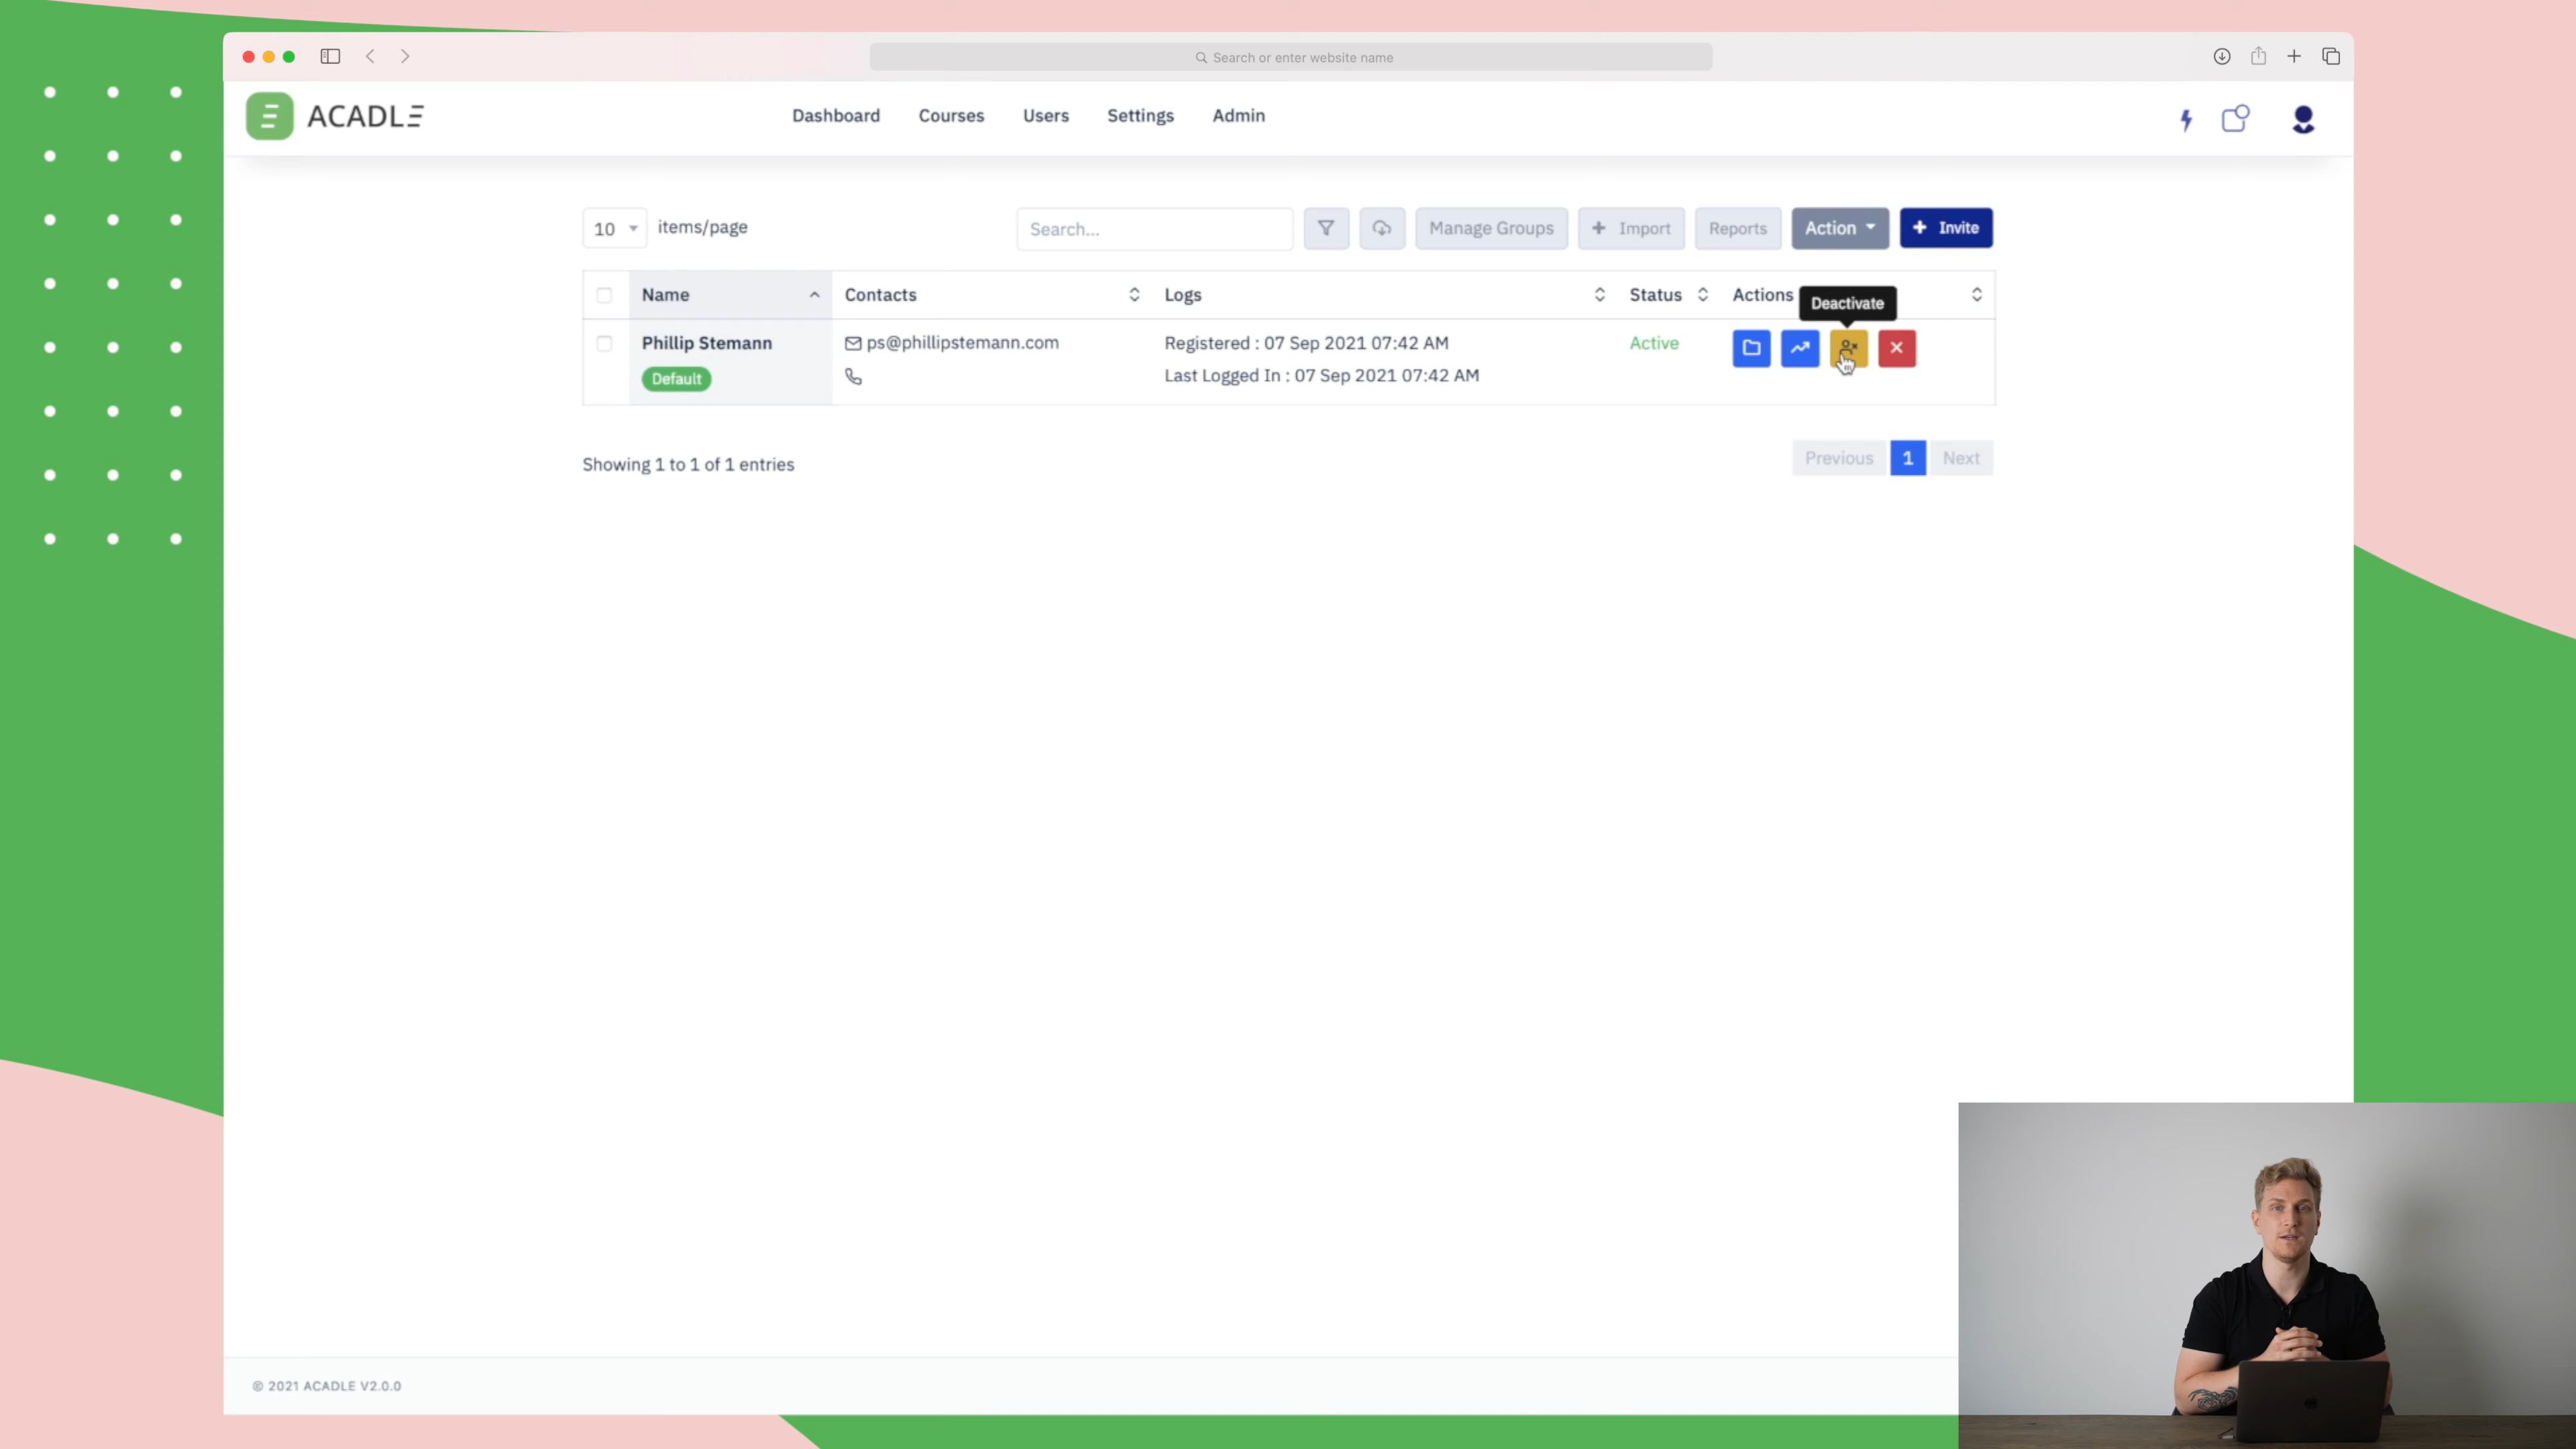 Search or enter website name
ACADLE
Dashboard Courses Users Settings Admin
10 items/page Search... Manage Groups + Import Reports Action + Invite
Name Contacts Logs Status Actions Deactivate
Phillip Stemann ps@phillipstemann.com Registered : 07 Sep 2021 07:42 AM Active
Default Last Logged In : 07 Sep 2021 07:42 AM
Showing 1 to 1 of 1 entries Previous 1 Next
© 2021 ACADLE V2.0.0